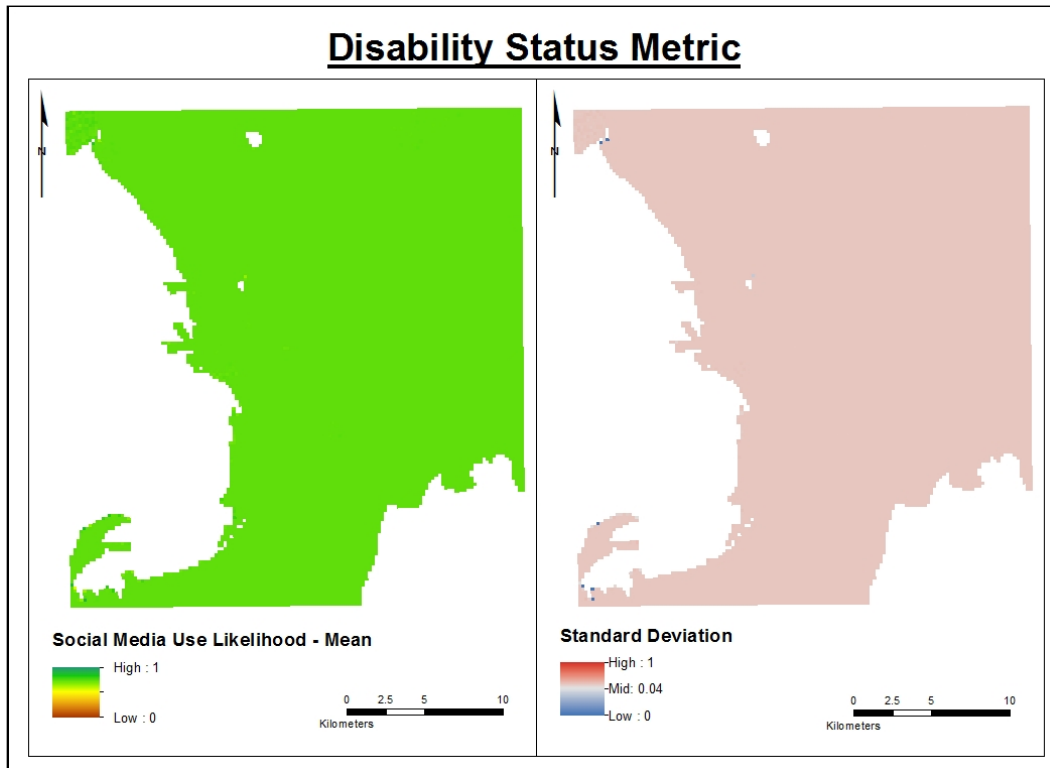 Disability Status Metric
N
Social Media Use Likelihood - Mean
High : 1
Low : 0
0 2.5 5 10
Kilometers
N
Standard Deviation
High : 1
Mid: 0.04
Low : 0
0 2.5 5 10
Kilometers